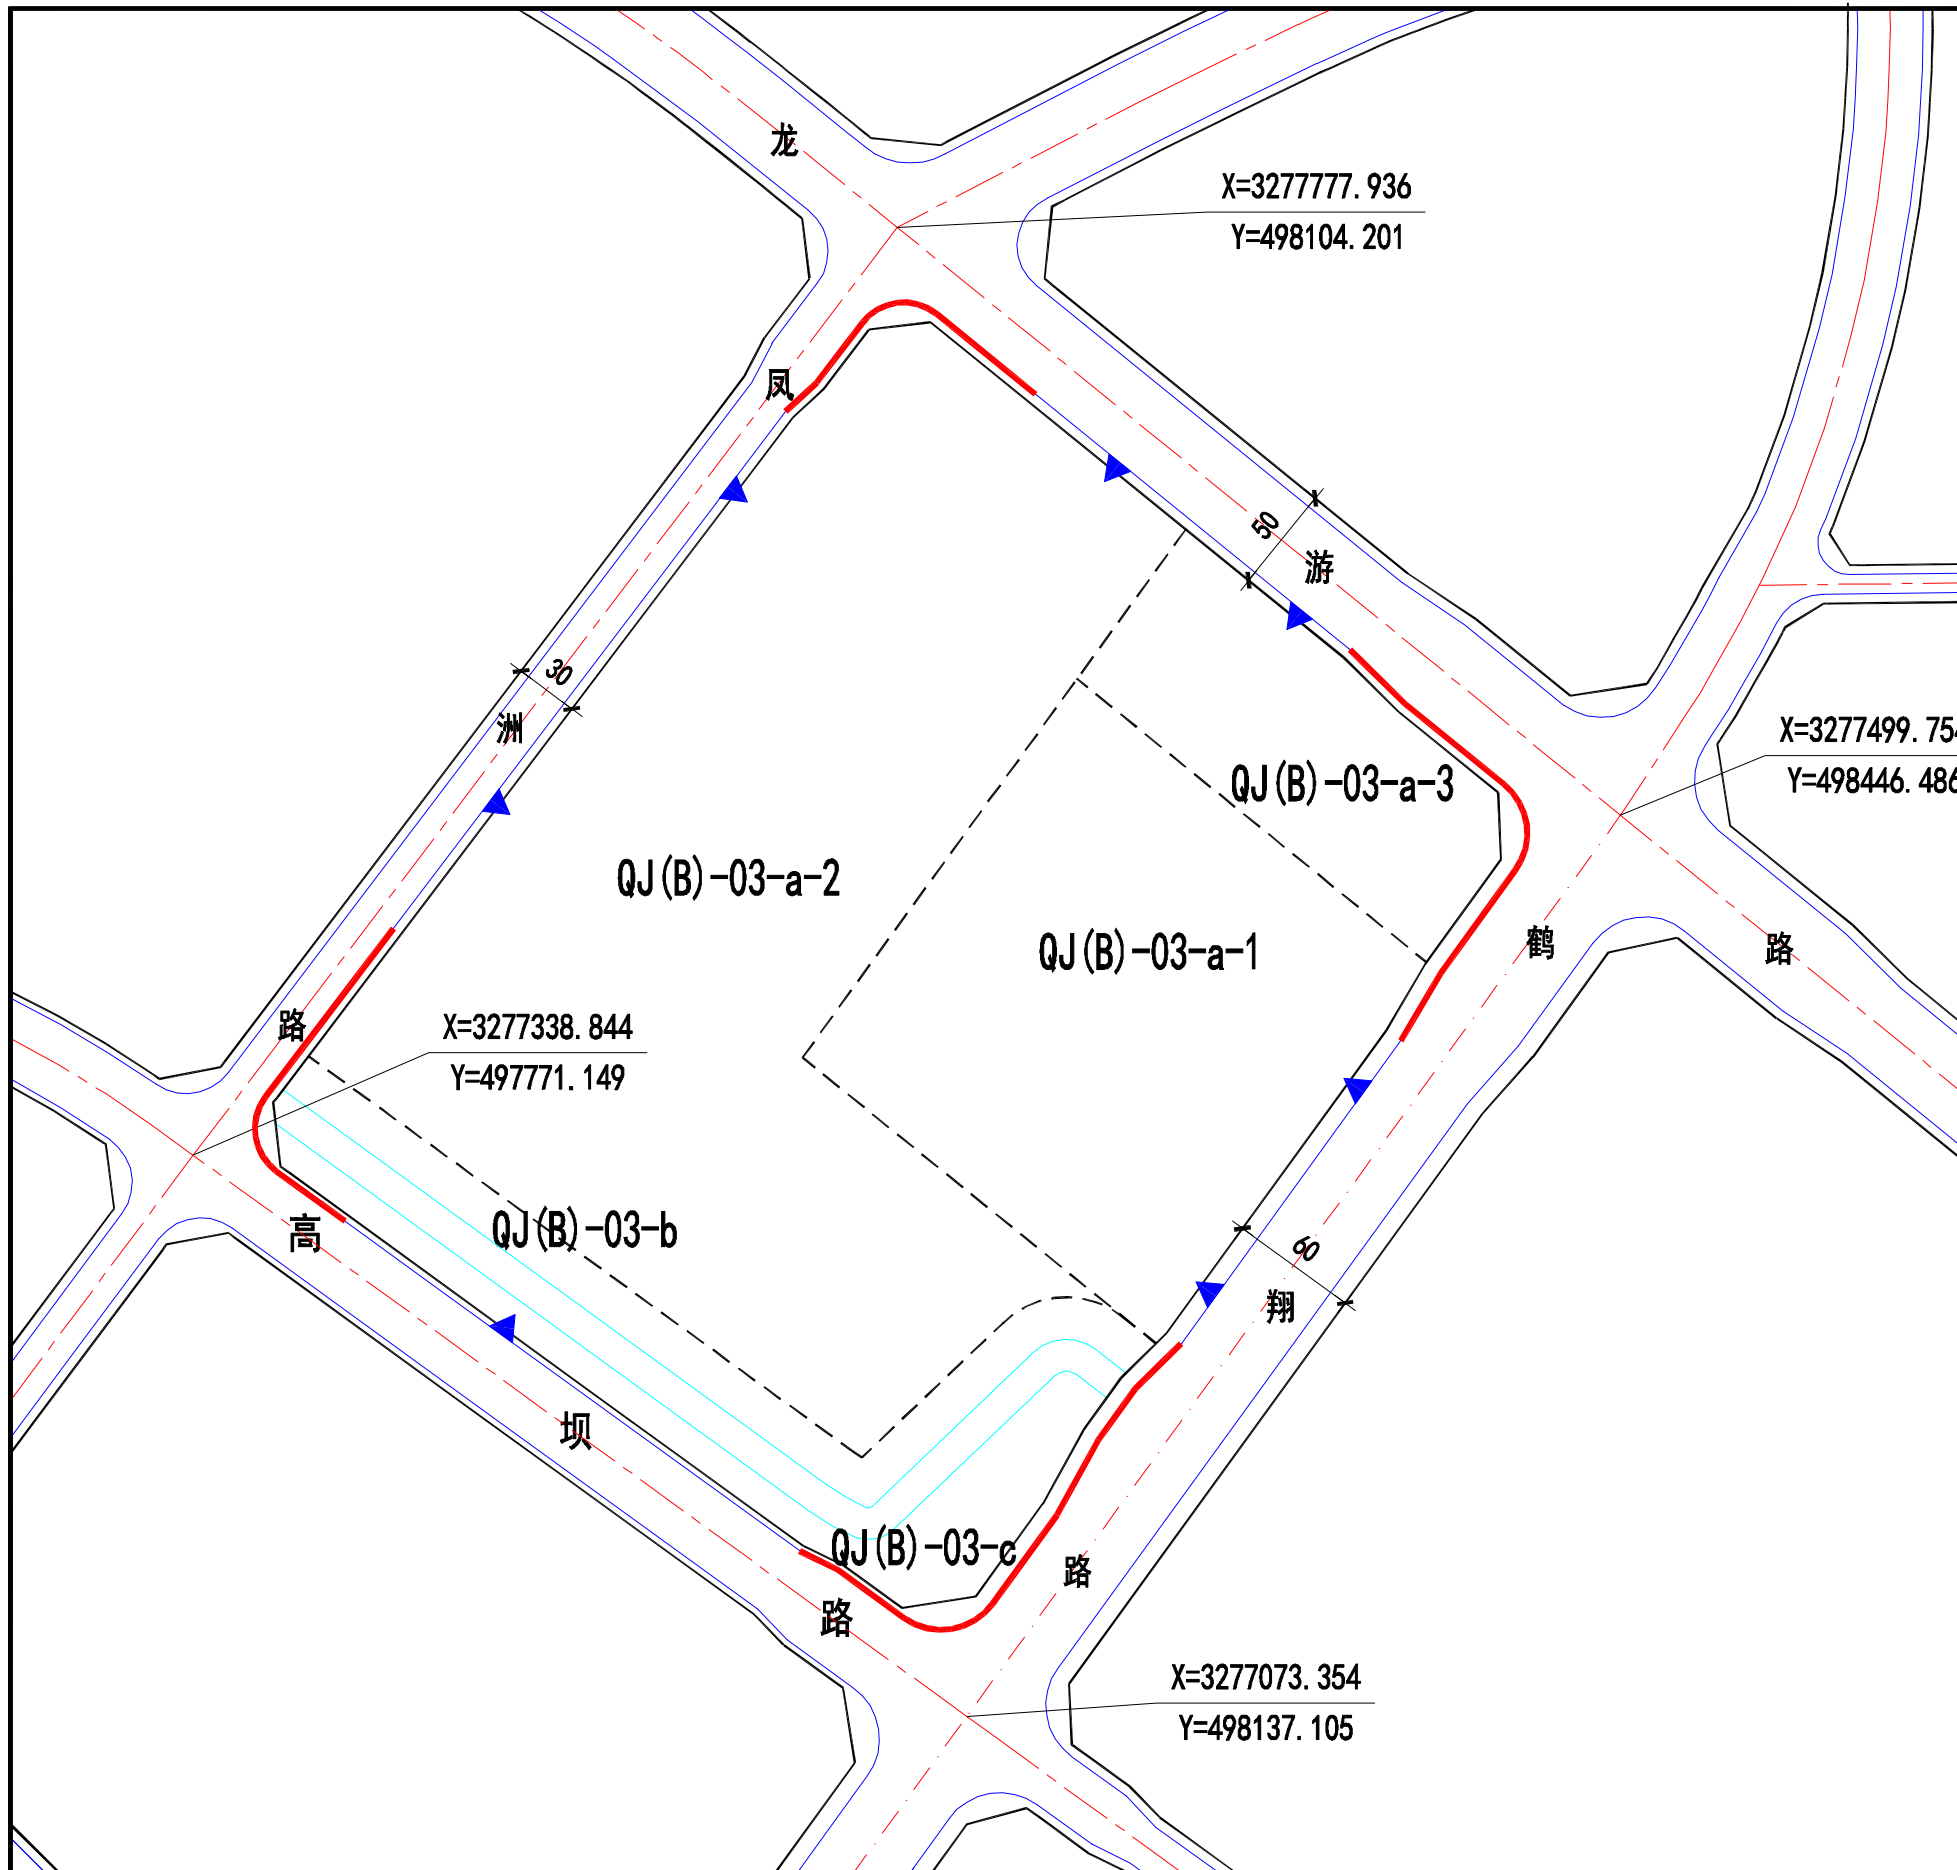 龙
X=3277777.936
Y=498104.201
凤
50
游
30
洲
X=3277499.754
Y=498446.486
QJ(B)-03-a-3
QJ(B)-03-a-2
鹤
路
QJ(B)-03-a-1
路
X=3277338.844
Y=497771.149
高
QJ(B)-03-b
60
翔
坝
QJ(B)-03-c
路
路
X=3277073.354
Y=498137.105